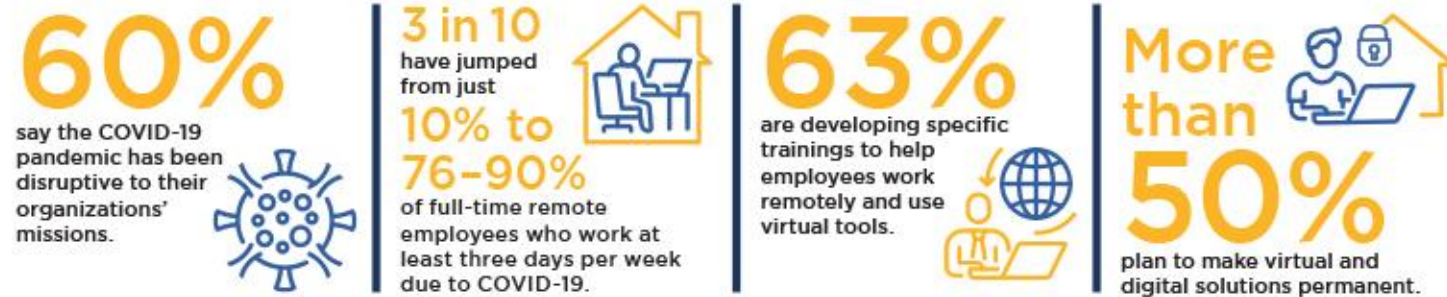 60%
say the COVID-19
pandemic has been
disruptive to their
organizations'
missions.
3 in 10
have jumped
from just
10% to
76–90%
of full-time remote
employees who work at
least three days per week
due to COVID-19.
63%
are developing specific
trainings to help
employees work
remotely and use
virtual tools.
More
than
50%
plan to make virtual and
digital solutions permanent.